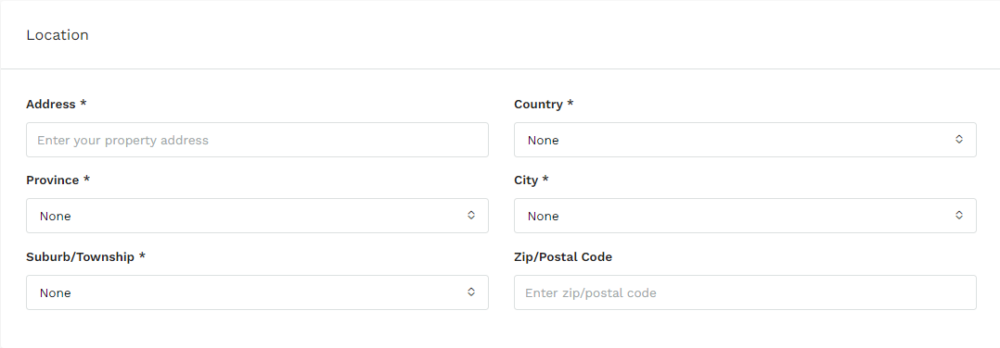 Location
Address *
Country *
Enter your property address
None
Province *
City *
None
None
Suburb/Township *
Zip/Postal Code
None
Enter zip/postal code